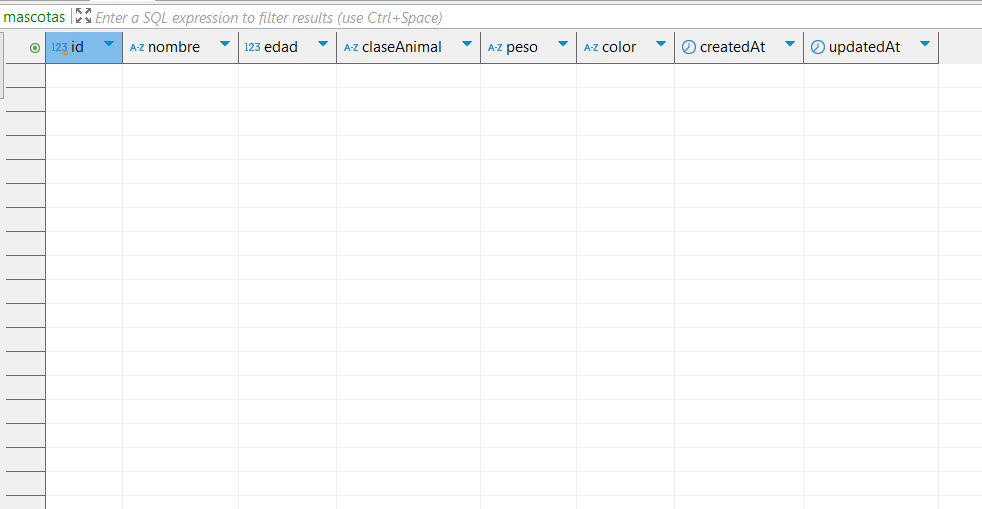 mascotas Enter a SQL expression to filter results (use Ctrl+Space)
123 id A-Z nombre 123 edad A-Z claseAnimal A-Z peso A-Z color createdAt updatedAt